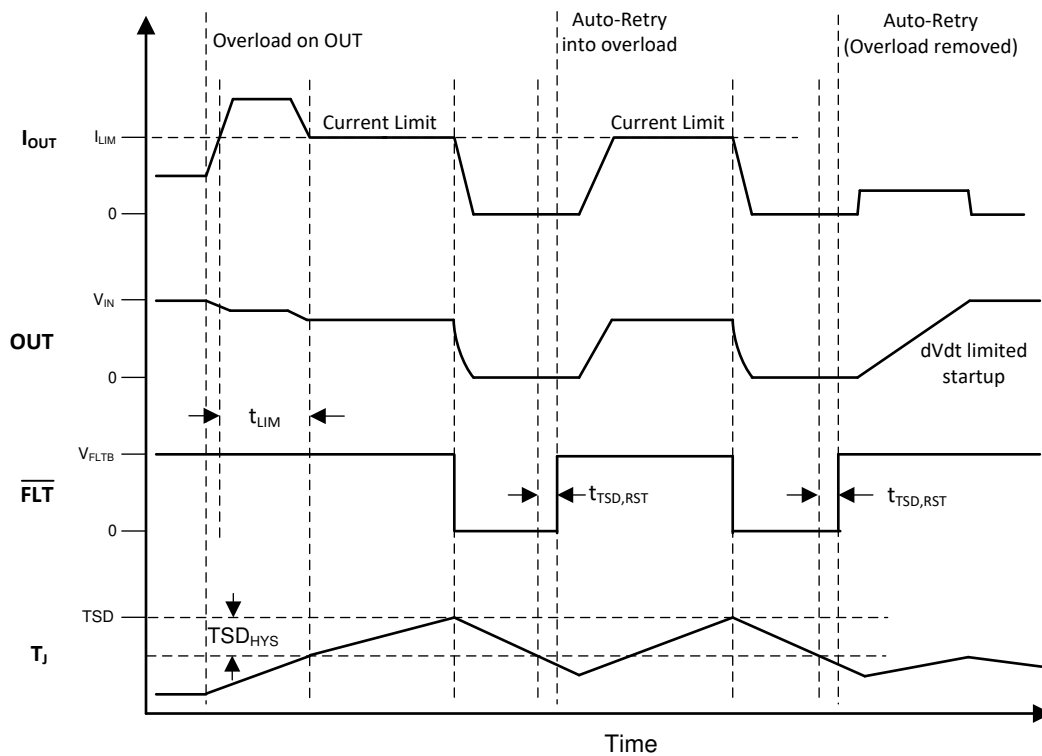 Overload on OUT
Auto-Retry
into overload
Auto-Retry
(Overload removed)
IOUT
ILIM
Current Limit
Current Limit
0
VIN
OUT
0
dVdt limited
startup
tLIM
VFLTB
FLT
0
tTSD,RST
tTSD,RST
TSD
TSDHYS
TJ
Time